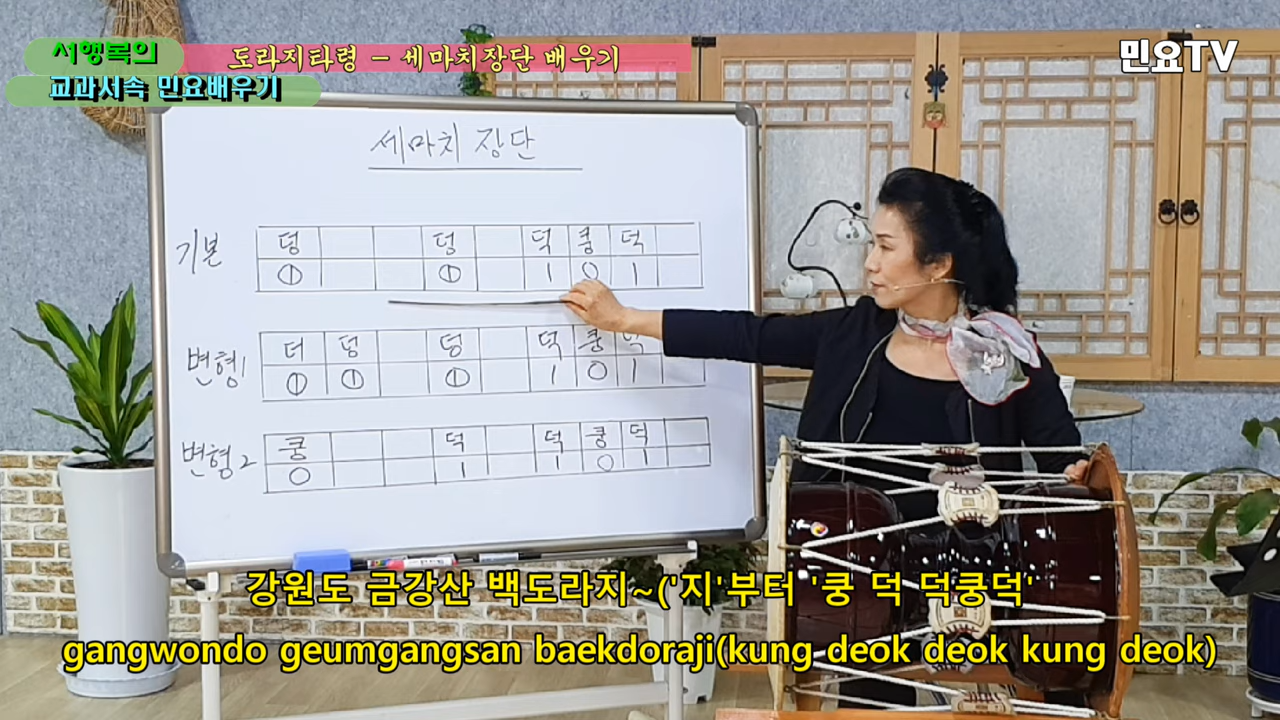 서행록의
교과서속 민요배우기
도라지타령 - 세마치장단 배우기
민요TV
세마치 장단
기본 덩 덩 덕 쿵 덕
변형1 더 덩 덩 덕 쿵 덕
변형2 쿵 덕 덕 쿵 덕
강원도 금강산 백도라지~('지'부터 '쿵 덕 덕쿵덕'
gangwondo geumgangsan baekdoraji(kung deok deok kung deok)